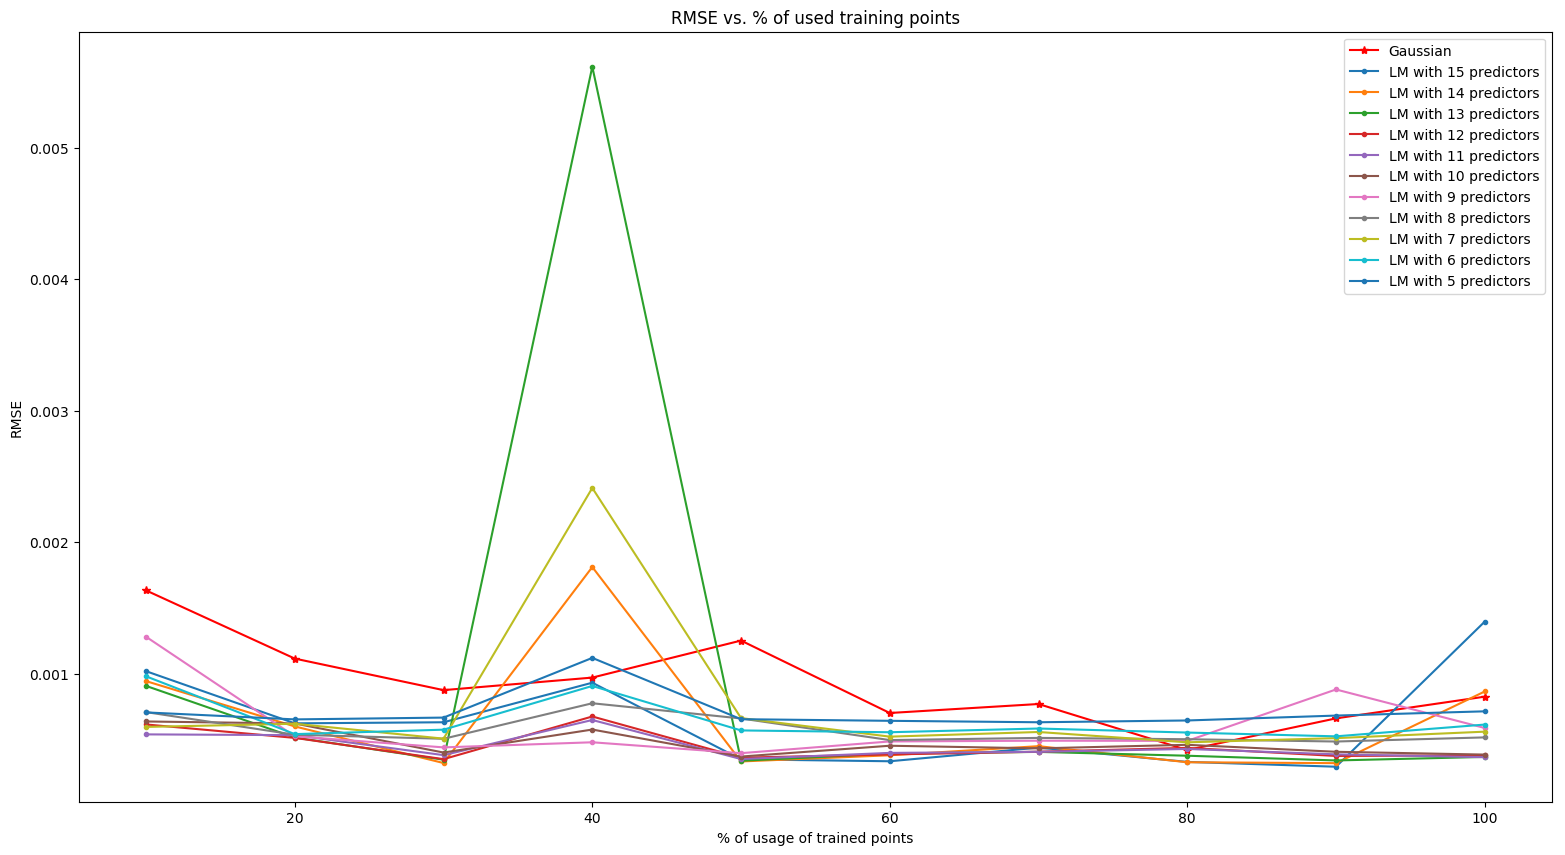 RMSE vs. % of used training points
Gaussian
LM with 15 predictors
LM with 14 predictors
LM with 13 predictors
LM with 12 predictors
LM with 11 predictors
LM with 10 predictors
LM with 9 predictors
LM with 8 predictors
LM with 7 predictors
LM with 6 predictors
LM with 5 predictors
RMSE
0.005
0.004
0.003
0.002
0.001
20 40 60 80 100
% of usage of trained points